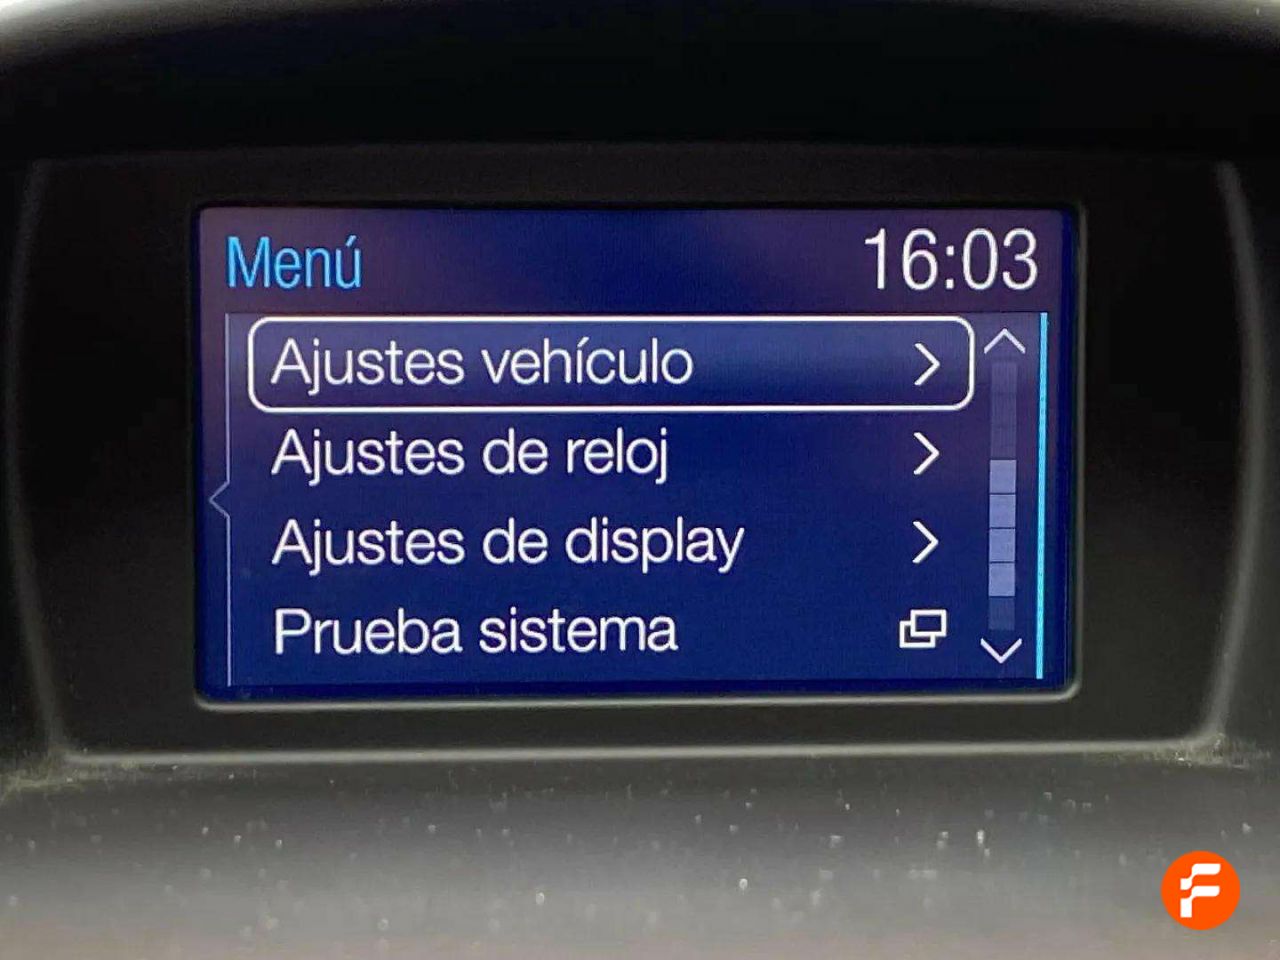 Menú 16:03
Ajustes vehículo
Ajustes de reloj
Ajustes de display
Prueba sistema
F